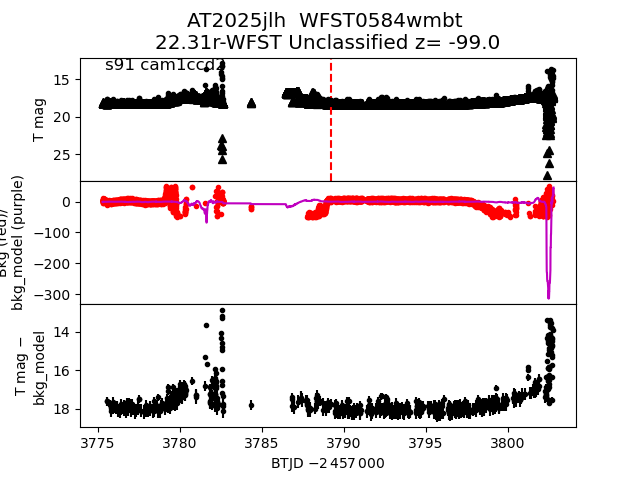 AT2025jlh  WFST0584wmbt
22.31r-WFST Unclassified z= -99.0
s91 cam1ccd2
T mag
15
20
25
Bkg (red)/
bkg_model (purple)
0
−100
−200
−300
T mag −
bkg_model
14
16
18
3775 3780 3785 3790 3795 3800
BTJD −2 457 000